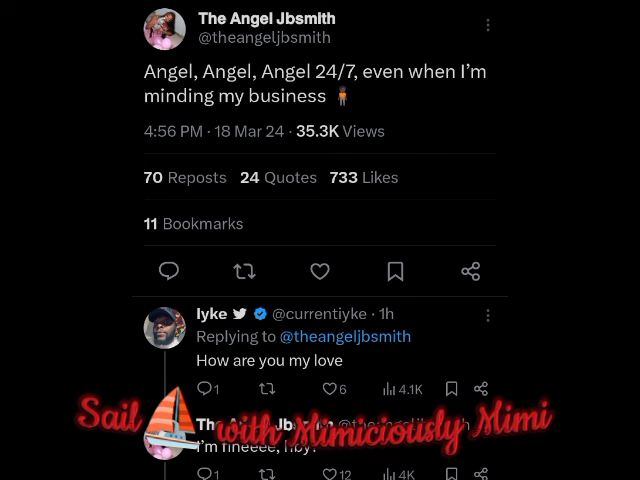 The Angel Jbsmith
@theangeljbsmith
Angel, Angel, Angel 24/7, even when I'm
minding my business 🧍🏾
4:56 PM · 18 Mar 24 · 35.3K Views
70 Reposts 24 Quotes 733 Likes
11 Bookmarks
Iyke @currentiyke · 1h
Replying to @theangeljbsmith
How are you my love
1 6 4.1K
Sail with Mimiciously Mimi
I'm fineeee,
1 12 4K